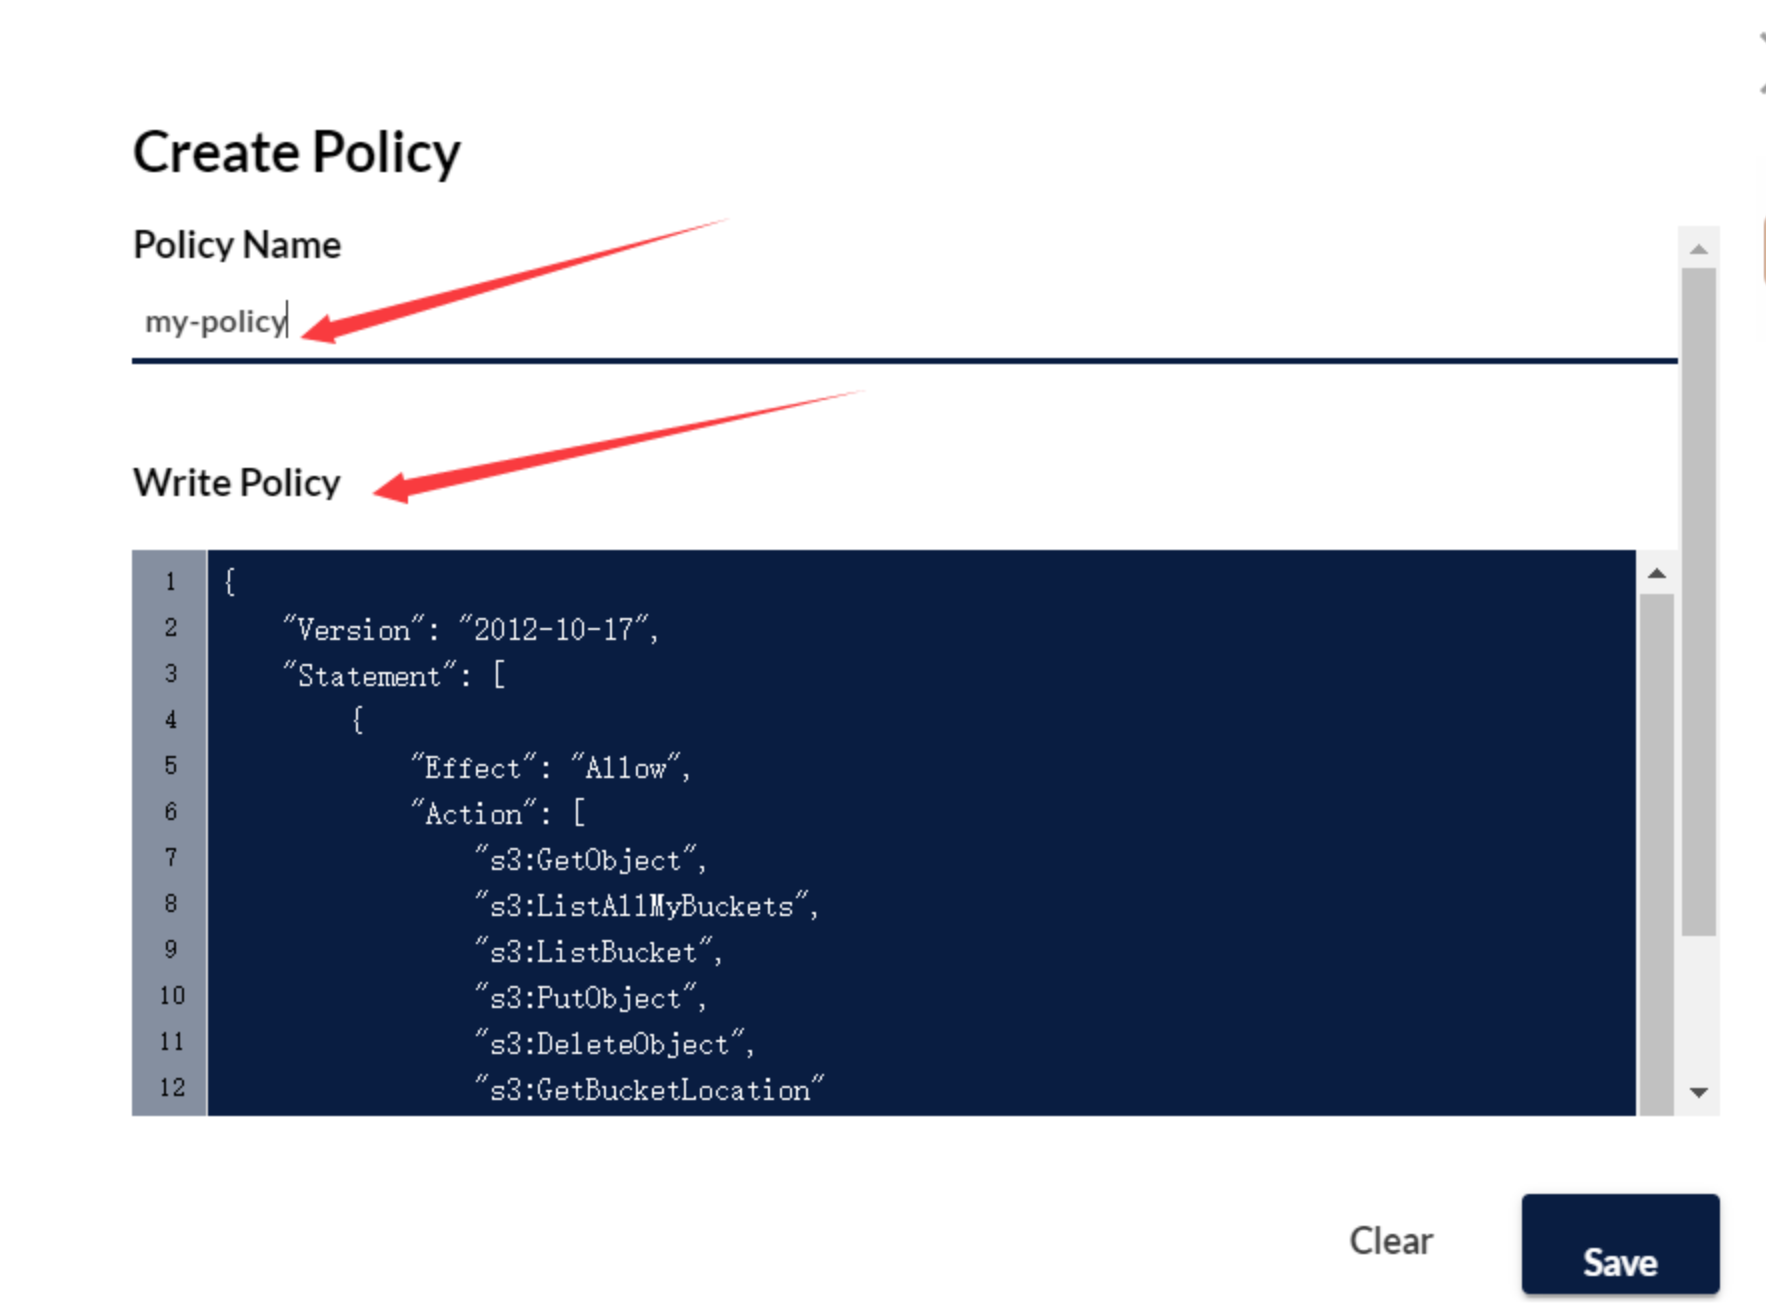 Create Policy
Policy Name
my-policy
Write Policy
1 {
2 "Version": "2012-10-17",
3 "Statement": [
4 {
5 "Effect": "Allow",
6 "Action": [
7 "s3:GetObject",
8 "s3:ListAllMyBuckets",
9 "s3:ListBucket",
10 "s3:PutObject",
11 "s3:DeleteObject",
12 "s3:GetBucketLocation"
Clear
Save